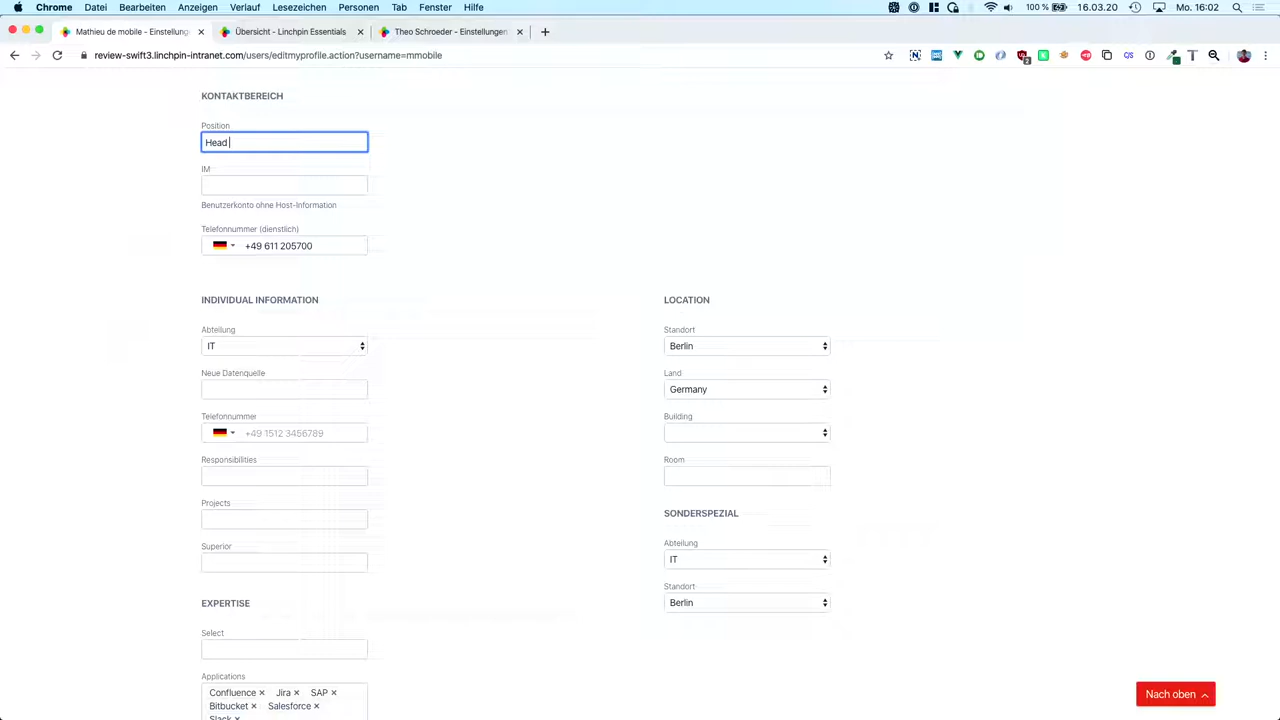 Chrome Datei Bearbeiten Anzeigen Verlauf Lesezeichen Personen Tab Fenster Hilfe 100 % 16.03.20 Mo. 16:02
Mathieu de mobile - Einstellung Übersicht - Linchpin Essentials Theo Schroeder - Einstellungen
review-swift3.linchpin-intranet.com/users/editmyprofile.action?username=mmobile
KONTAKTBEREICH
Position
Head
IM
Benutzerkonto ohne Host-Information
Telefonnummer (dienstlich)
+49 611 205700
INDIVIDUAL INFORMATION
Abteilung
IT
Neue Datenquelle
Telefonnummer
+49 1512 3456789
Responsibilities
Projects
Superior
EXPERTISE
Select
Applications
Confluence × Jira × SAP ×
Bitbucket × Salesforce ×
Slack ×
LOCATION
Standort
Berlin
Land
Germany
Building
Room
SONDERSPEZIAL
Abteilung
IT
Standort
Berlin
Nach oben